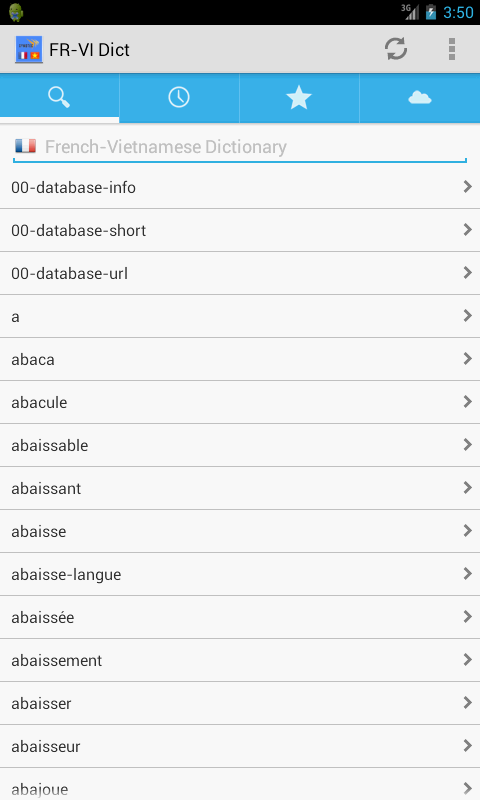 3G
3:50
FR-VI Dict
French-Vietnamese Dictionary
00-database-info
00-database-short
00-database-url
a
abaca
abacule
abaissable
abaissant
abaisse
abaisse-langue
abaissée
abaissement
abaisser
abaisseur
abajoue